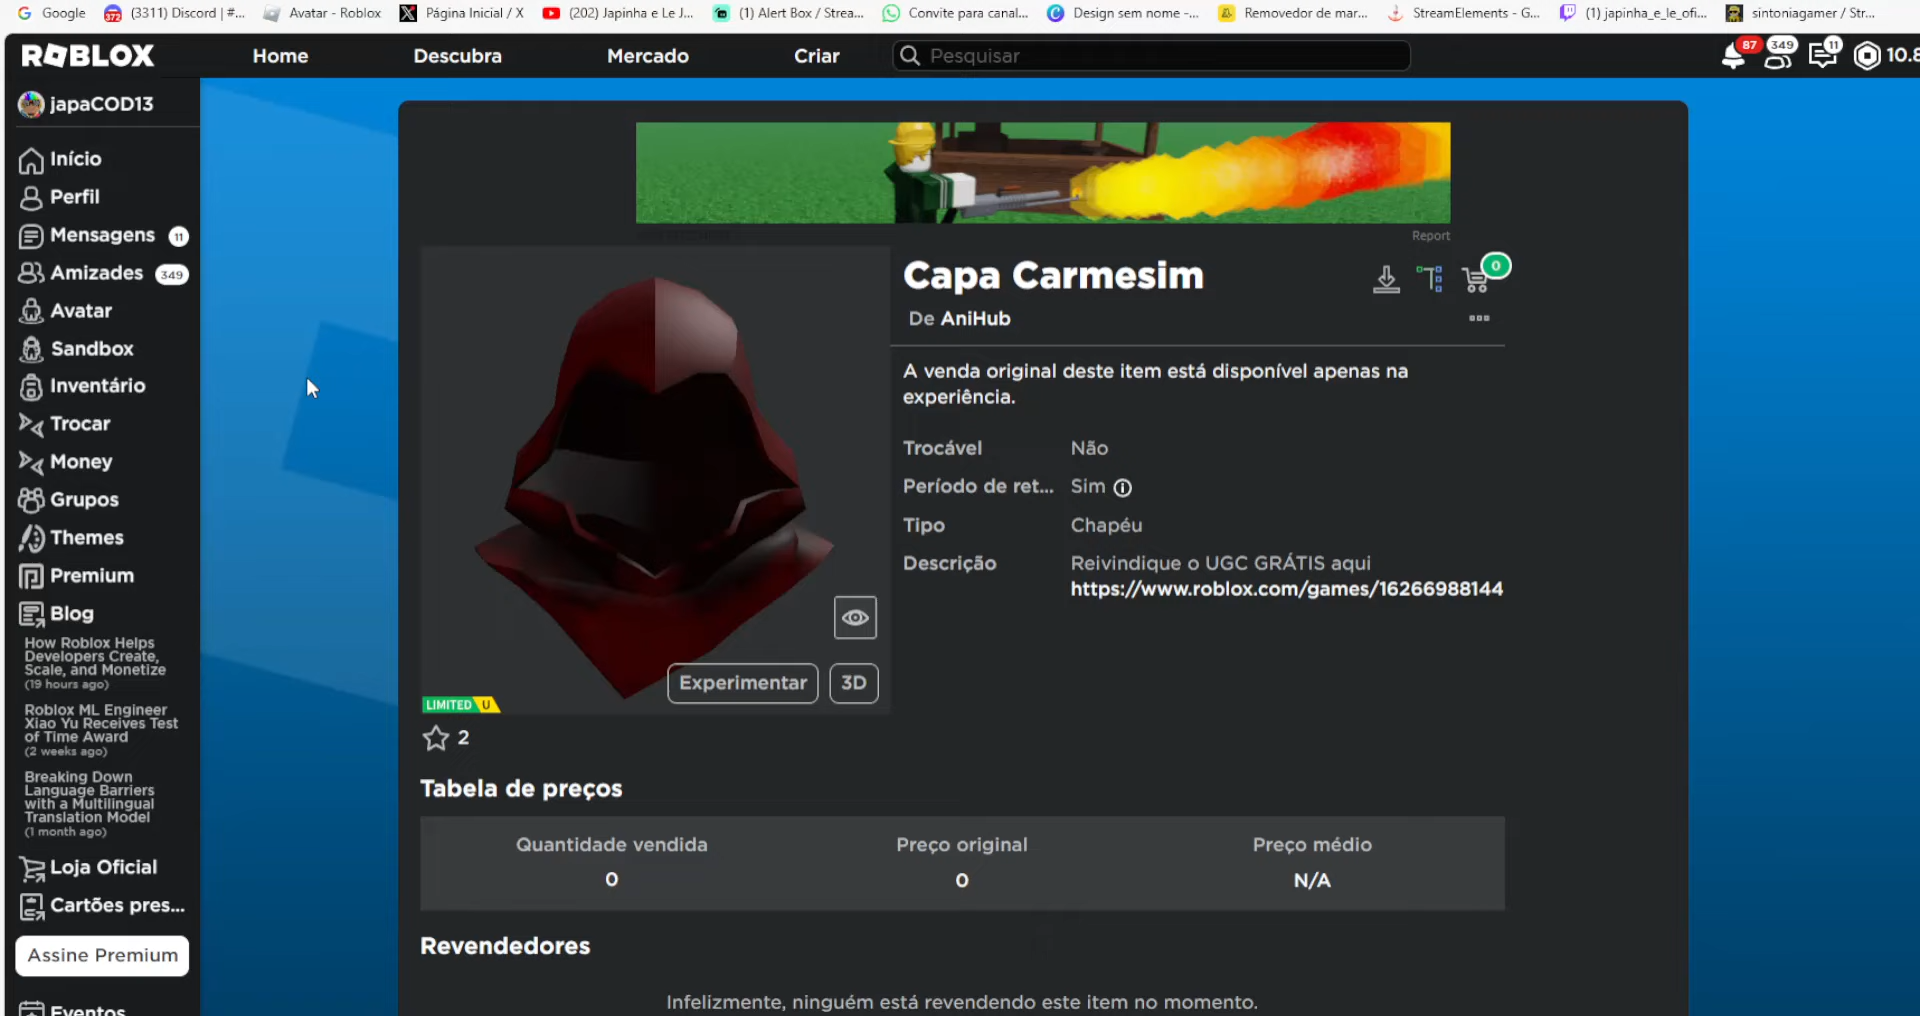 Google
372
(3311) Discord | #...
Avatar - Roblox
Página Inicial / X
(202) Japinha e Le J...
(1) Alert Box / Strea...
Convite para canal...
Design sem nome -...
Removedor de mar...
StreamElements - G...
(1) japinha_e_le_ofi...
sintoniagamer / Str...
ROBLOX
Home
Descubra
Mercado
Criar
Pesquisar
87
349
11
10.8
japaCOD13
Início
Perfil
Mensagens 11
Amizades 349
Avatar
Sandbox
Inventário
Trocar
Money
Grupos
Themes
Premium
Blog
How Roblox Helps
Developers Create,
Scale, and Monetize
(19 hours ago)
Roblox ML Engineer
Xiao Yu Receives Test
of Time Award
(2 weeks ago)
Breaking Down
Language Barriers
with a Multilingual
Translation Model
(1 month ago)
Loja Oficial
Cartões pres...
Assine Premium
Eventos
Report
Capa Carmesim
0
De AniHub
A venda original deste item está disponível apenas na
experiência.
Trocável Não
Período de ret... Sim
Tipo Chapéu
Descrição Reivindique o UGC GRÁTIS aqui
https://www.roblox.com/games/16266988144
Experimentar
3D
LIMITED U
2
Tabela de preços
Quantidade vendida Preço original Preço médio
0 0 N/A
Revendedores
Infelizmente, ninguém está revendendo este item no momento.